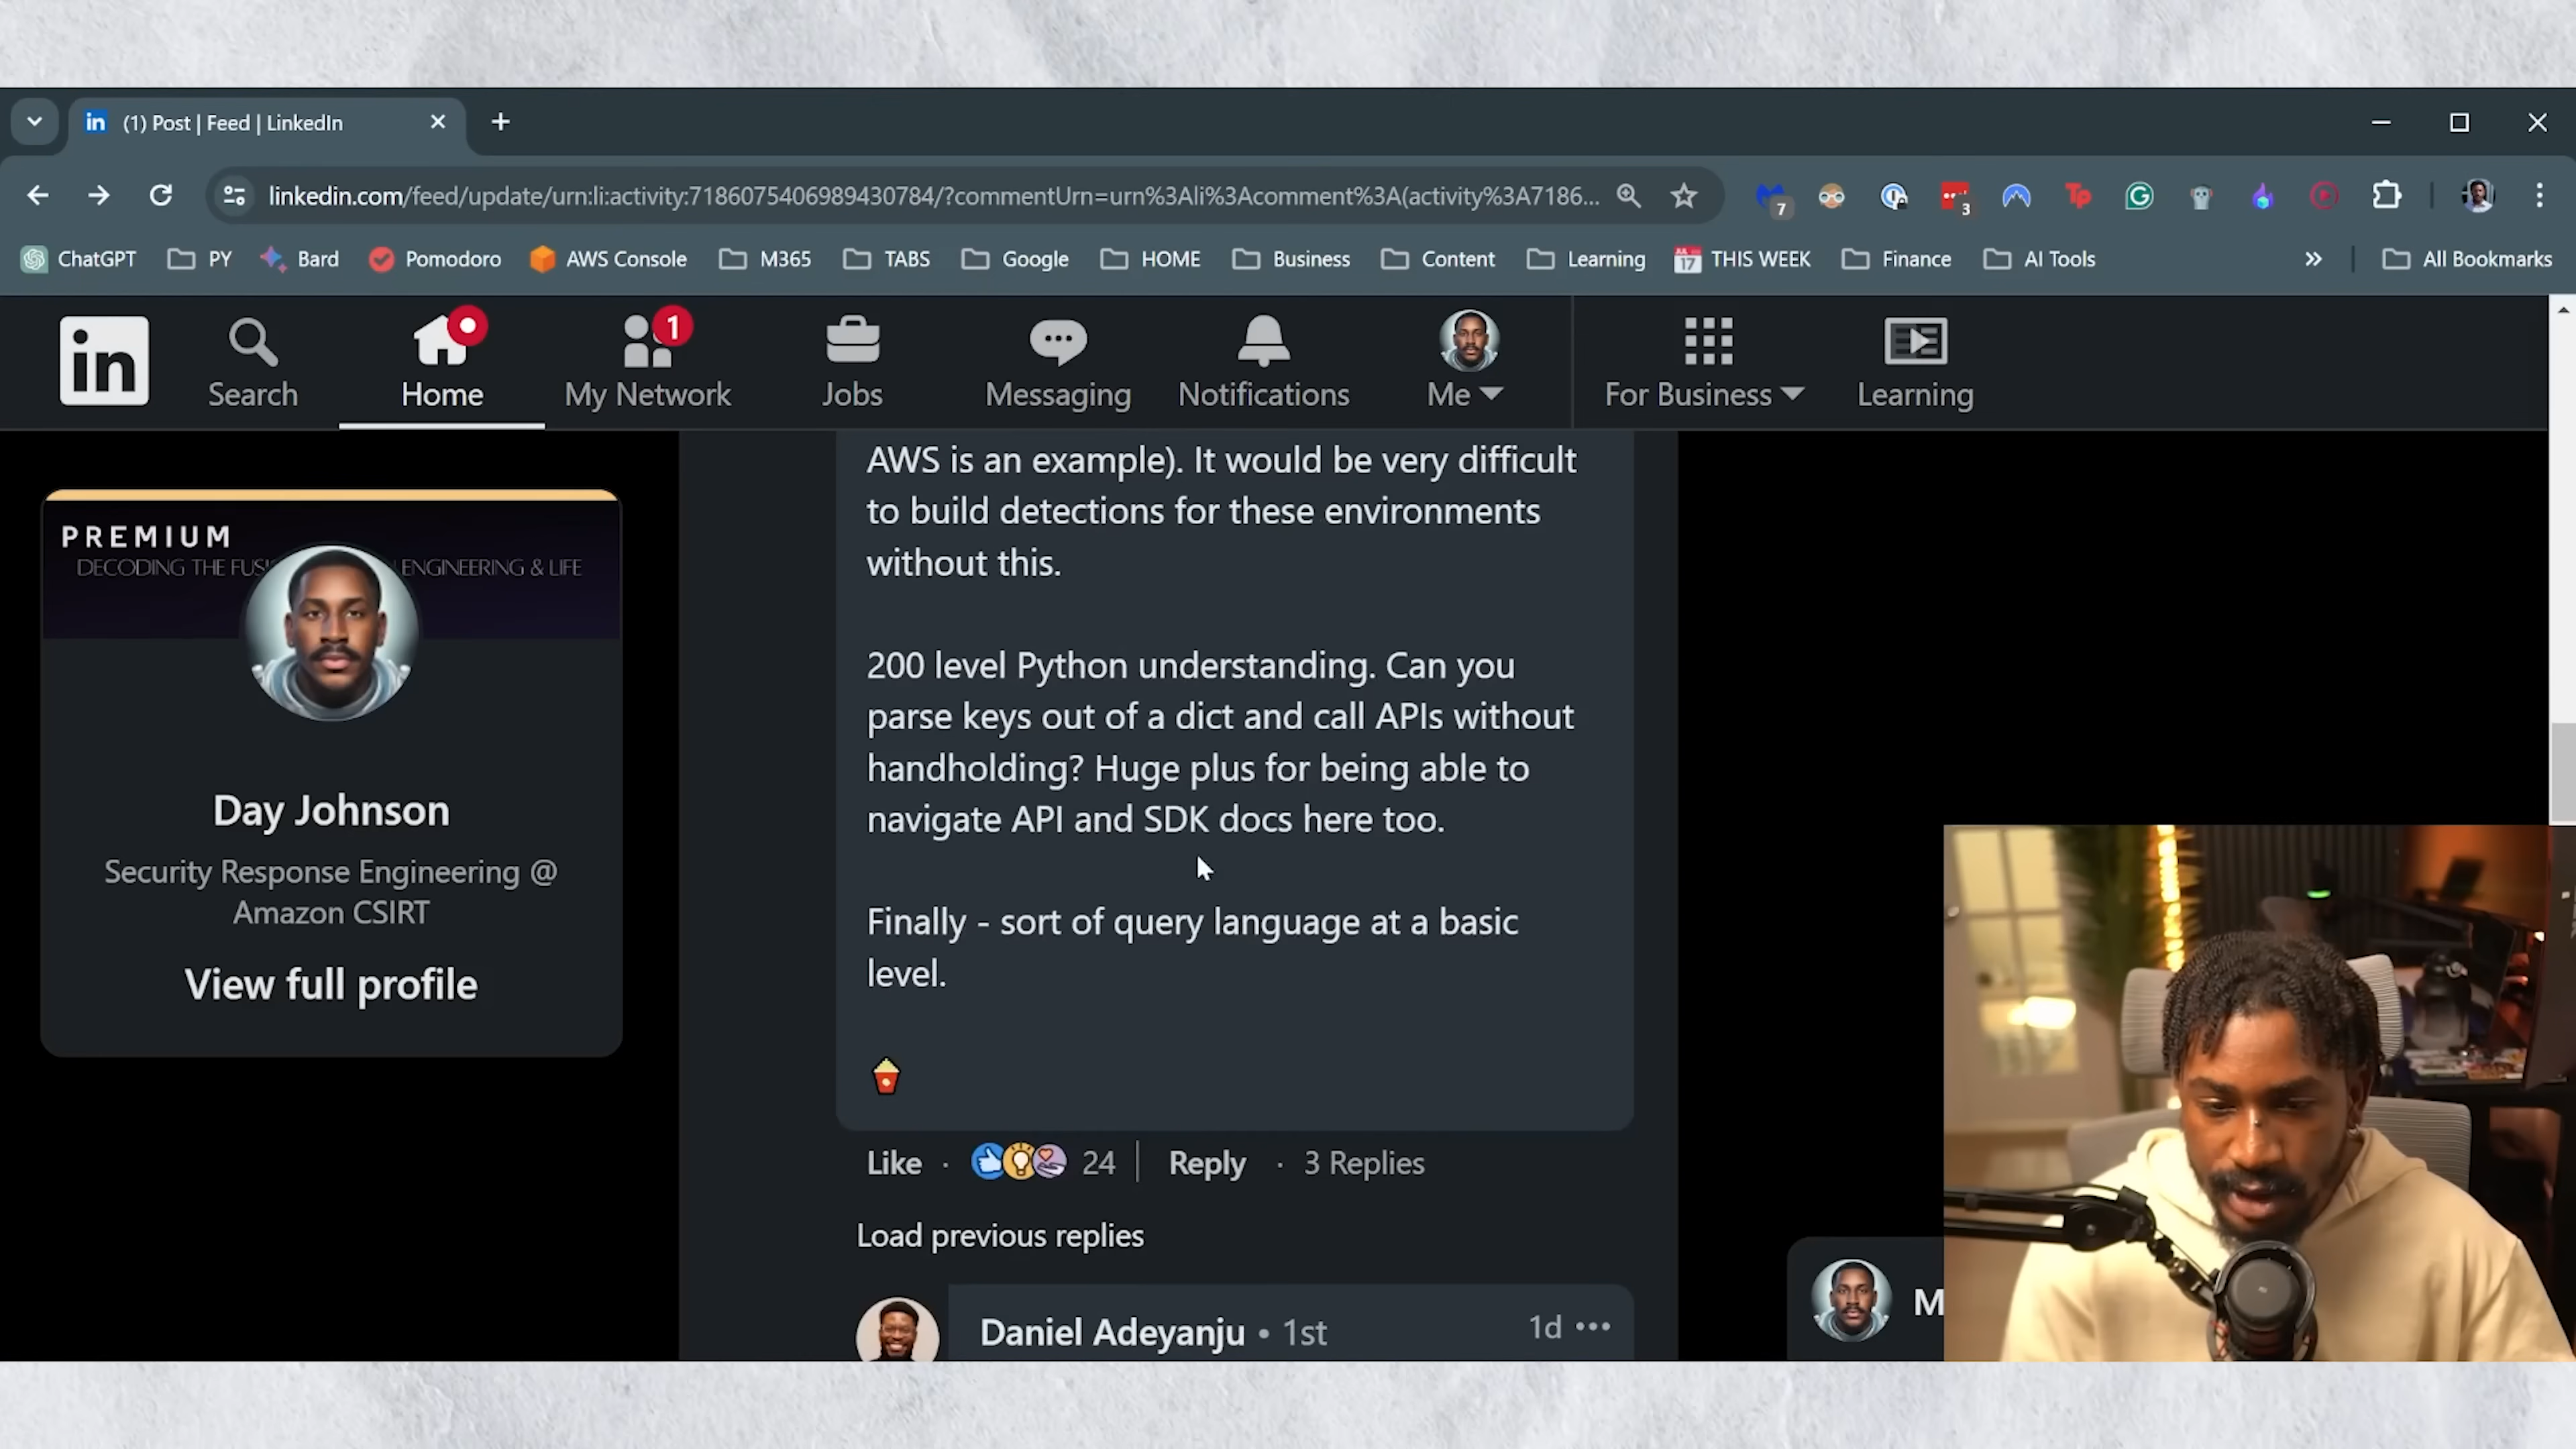 (1) Post | Feed | LinkedIn
linkedin.com/feed/update/urn:li:activity:7186075406989430784/?commentUrn=urn%3Ali%3Acomment%3A(activity%3A7186...
7
3
ChatGPT PY Bard Pomodoro AWS Console M365 TABS Google HOME Business Content Learning JUL 17 THIS WEEK Finance AI Tools » All Bookmarks
in
1
Search Home My Network Jobs Messaging Notifications Me For Business Learning
PREMIUM
DECODING THE ENGINEERING & LIFE
Day Johnson
Security Response Engineering @
Amazon CSIRT
View full profile
AWS is an example). It would be very difficult
to build detections for these environments
without this.
200 level Python understanding. Can you
parse keys out of a dict and call APIs without
handholding? Huge plus for being able to
navigate API and SDK docs here too.
Finally - sort of query language at a basic
level.
Like · 24 | Reply · 3 Replies
Load previous replies
Daniel Adeyanju • 1st
1d •••
M